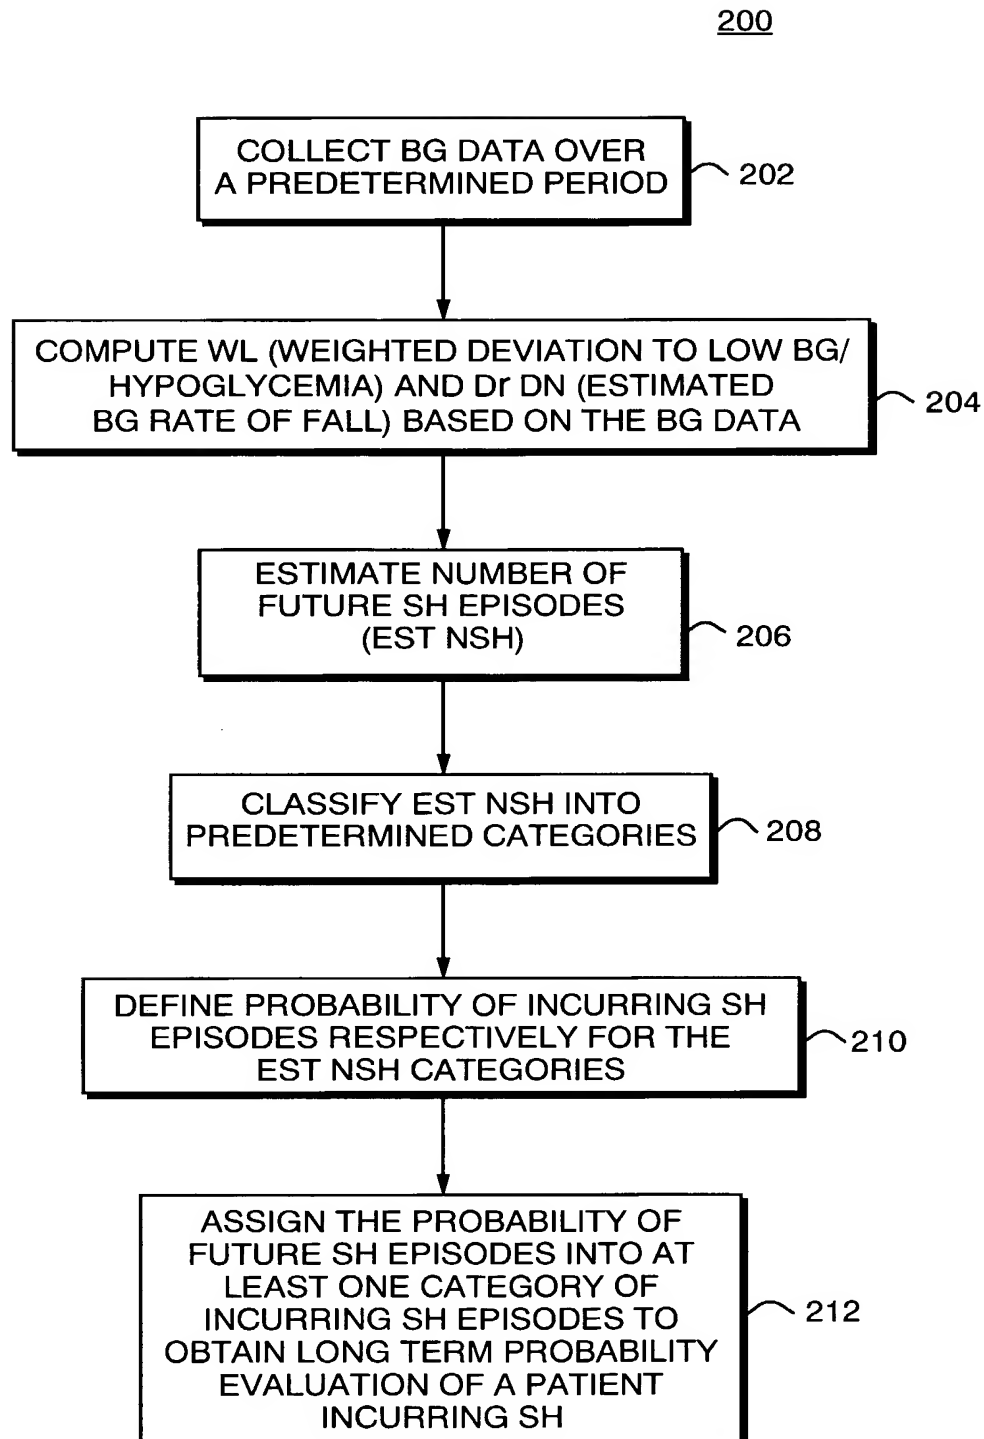 200
COLLECT BG DATA OVER
A PREDETERMINED PERIOD
202
COMPUTE WL (WEIGHTED DEVIATION TO LOW BG/
HYPOGLYCEMIA) AND Dr DN (ESTIMATED
BG RATE OF FALL) BASED ON THE BG DATA
204
ESTIMATE NUMBER OF
FUTURE SH EPISODES
(EST NSH)
206
CLASSIFY EST NSH INTO
PREDETERMINED CATEGORIES
208
DEFINE PROBABILITY OF INCURRING SH
EPISODES RESPECTIVELY FOR THE
EST NSH CATEGORIES
210
ASSIGN THE PROBABILITY OF
FUTURE SH EPISODES INTO AT
LEAST ONE CATEGORY OF
INCURRING SH EPISODES TO
OBTAIN LONG TERM PROBABILITY
EVALUATION OF A PATIENT
INCURRING SH
212